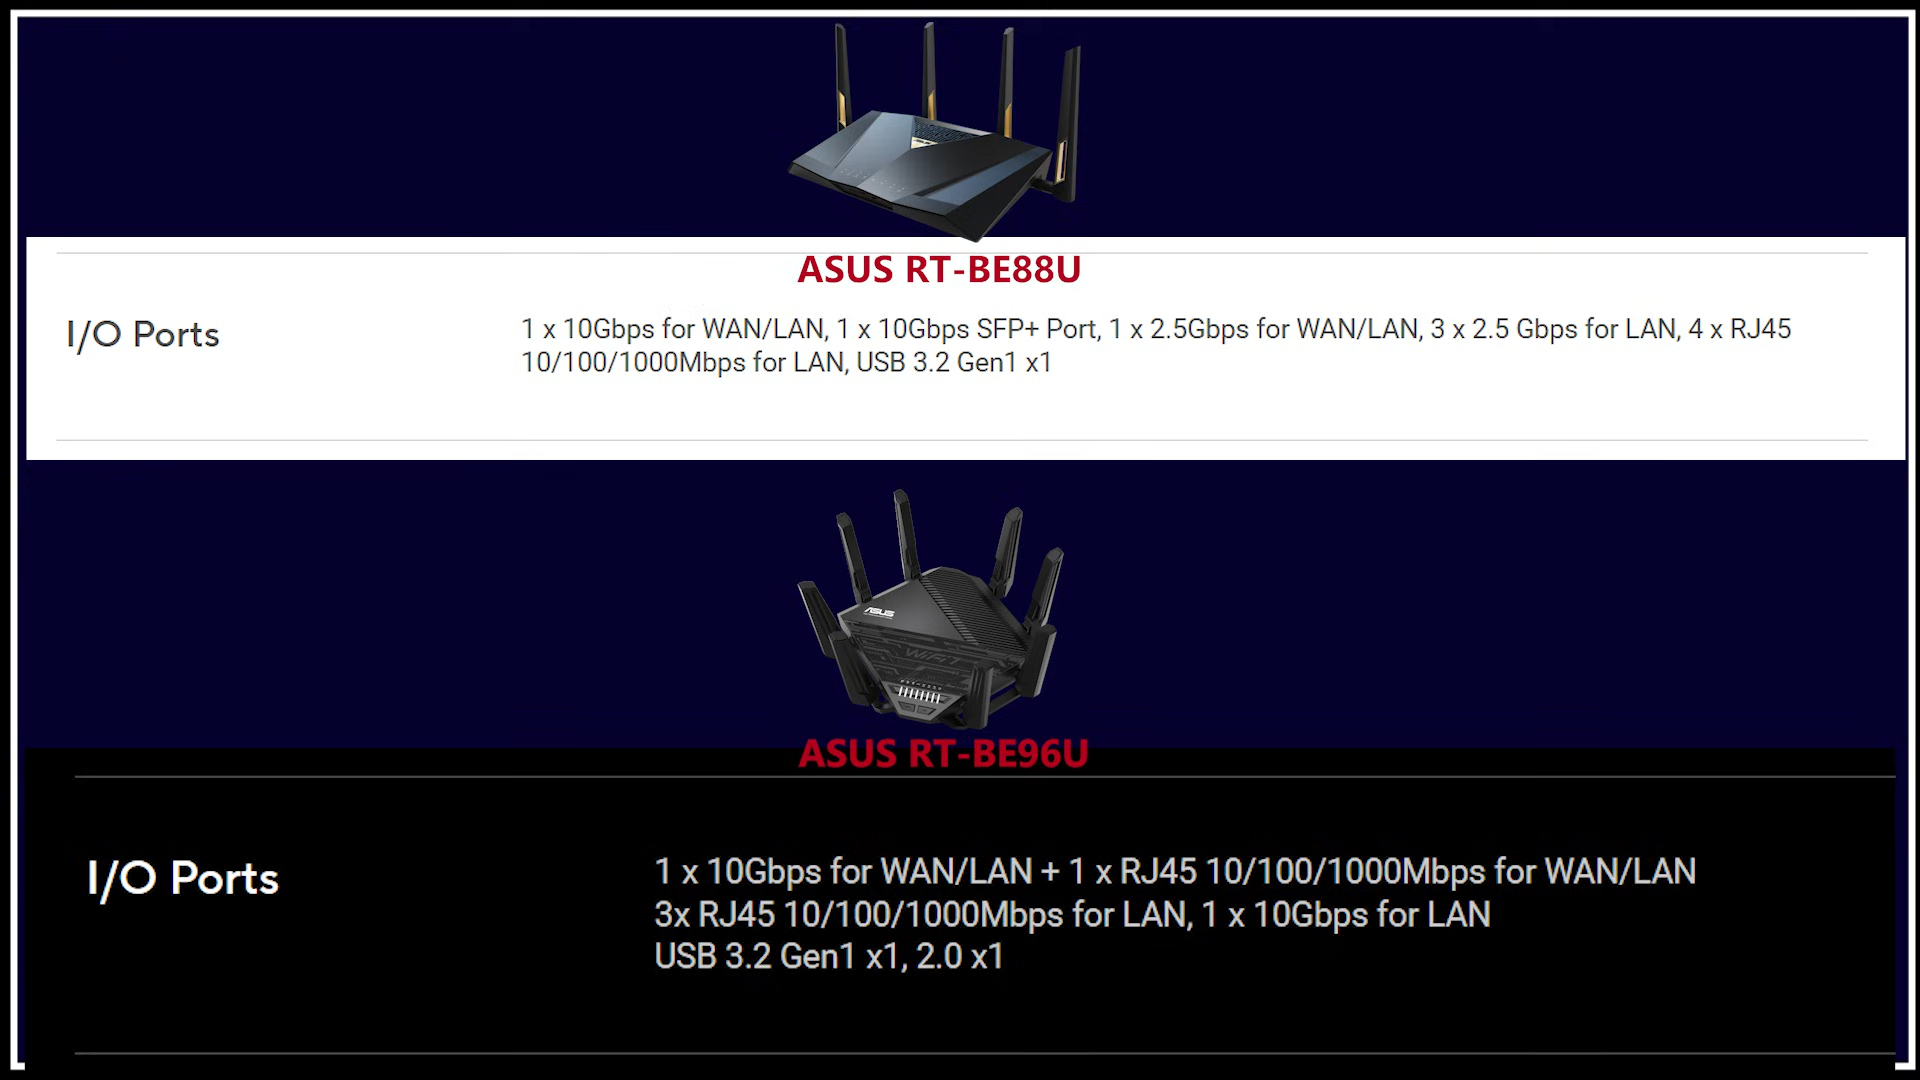 ASUS RT-BE88U
I/O Ports
1 x 10Gbps for WAN/LAN, 1 x 10Gbps SFP+ Port, 1 x 2.5Gbps for WAN/LAN, 3 x 2.5 Gbps for LAN, 4 x RJ45
10/100/1000Mbps for LAN, USB 3.2 Gen1 x1
ASUS
WiFi 7
ASUS RT-BE96U
I/O Ports
1 x 10Gbps for WAN/LAN + 1 x RJ45 10/100/1000Mbps for WAN/LAN
3x RJ45 10/100/1000Mbps for LAN, 1 x 10Gbps for LAN
USB 3.2 Gen1 x1, 2.0 x1